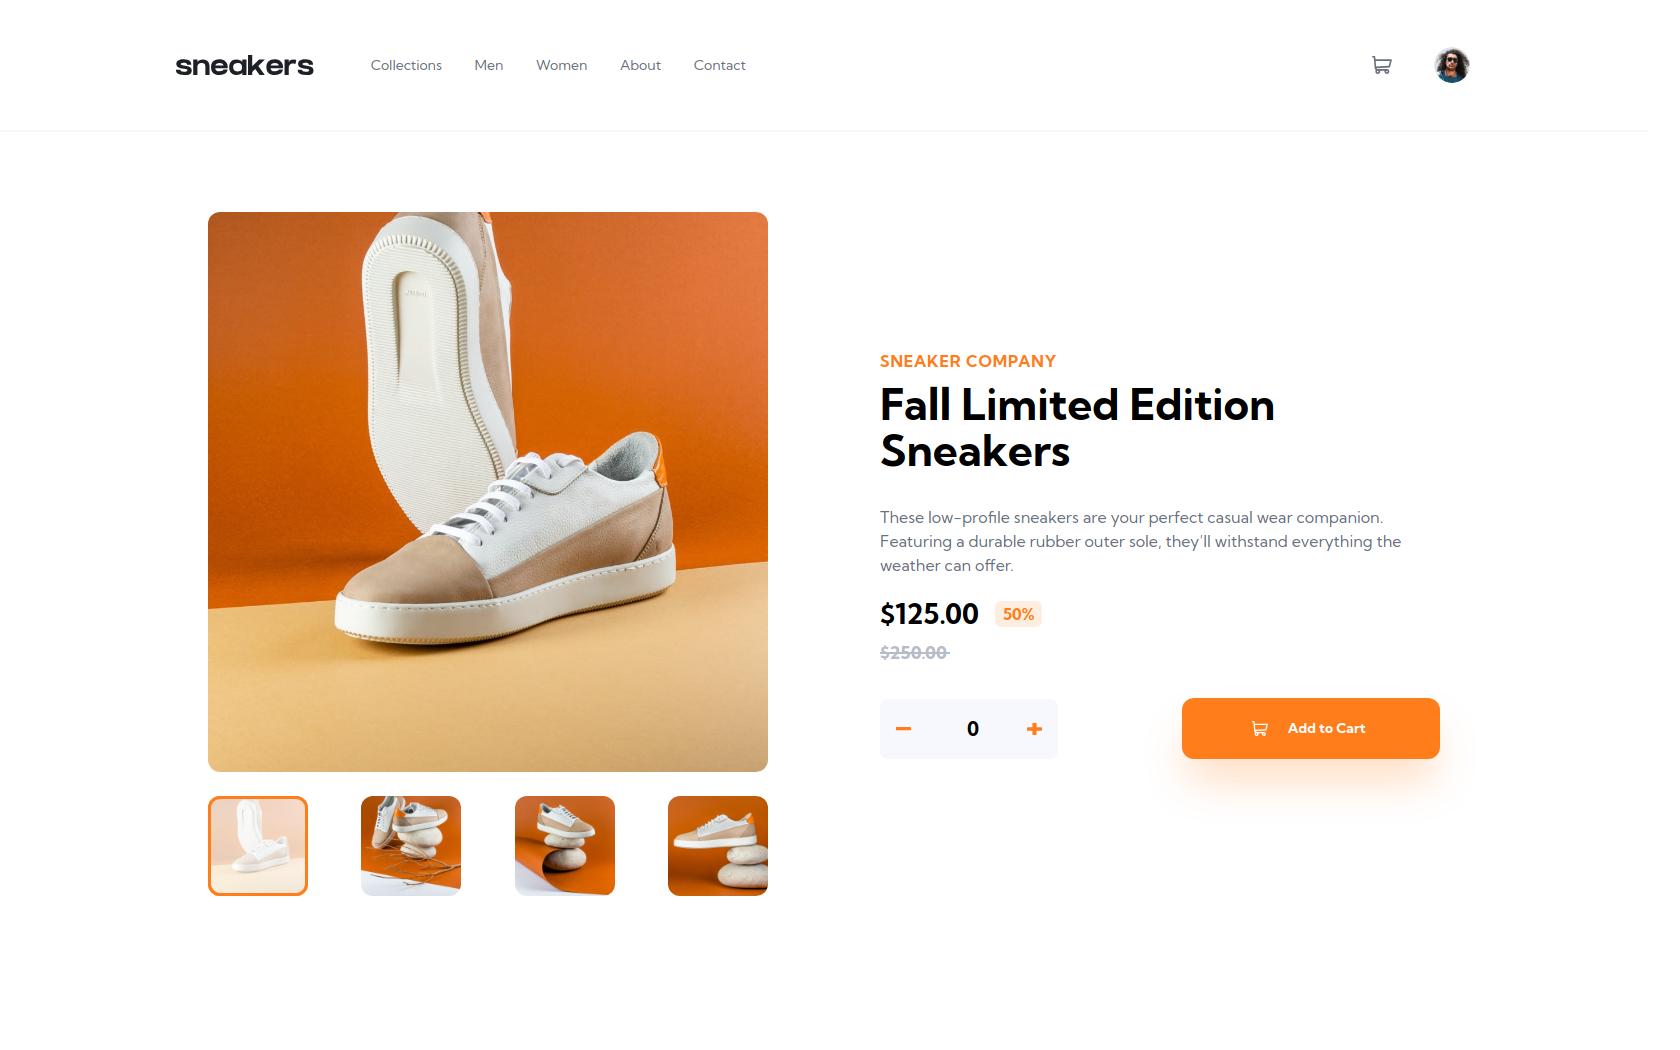 sneakers
Collections Men Women About Contact
SNEAKER COMPANY
Fall Limited Edition
Sneakers
These low-profile sneakers are your perfect casual wear companion.
Featuring a durable rubber outer sole, they'll withstand everything the
weather can offer.
$125.00 50%
$250.00
0
Add to Cart